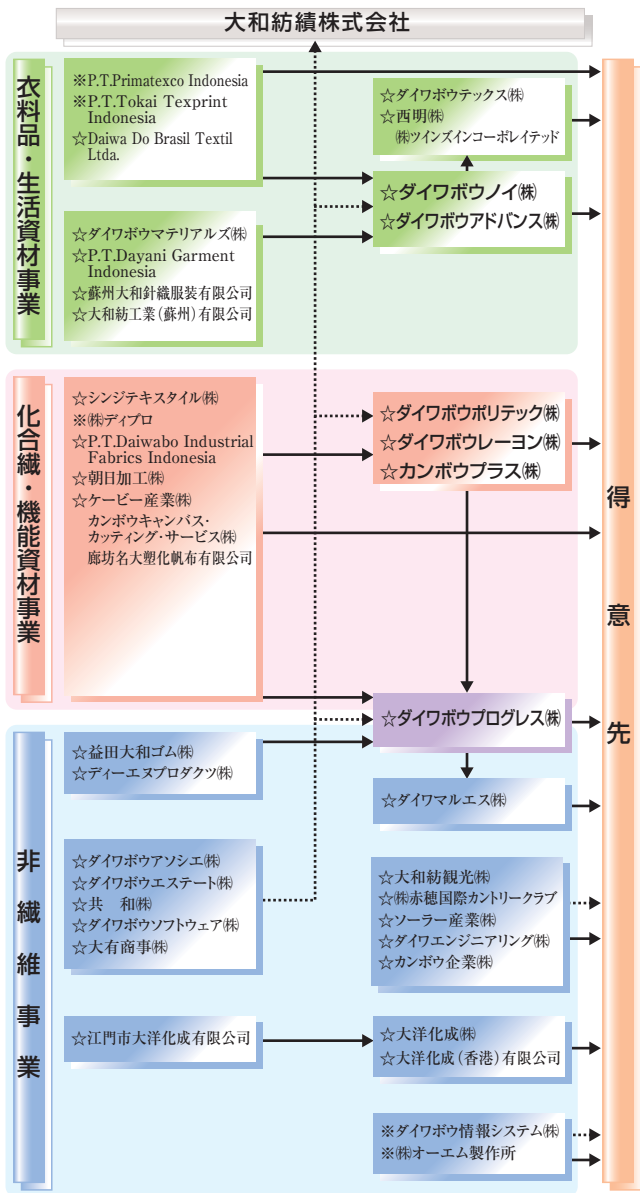 大和紡績株式会社
衣料品・生活資材事業
※P.T.Primatexco Indonesia
※P.T.Tokai Texprint
Indonesia
☆Daiwa Do Brasil Textil
Ltda.
☆ダイワボウテックス㈱
☆西明㈱
㈱ツインズインコーポレイテッド
☆ダイワボウノイ㈱
☆ダイワボウアドバンス㈱
☆ダイワボウマテリアルズ㈱
☆P.T.Dayani Garment
Indonesia
☆蘇州大和針織服装有限公司
☆大和紡工業(蘇州)有限公司
化合繊・機能資材事業
☆シンジテキスタイル㈱
※㈱ディプロ
☆P.T.Daiwabo Industrial
Fabrics Indonesia
☆朝日加工㈱
☆ケービー産業㈱
カンボウキャンバス・
カッティング・サービス㈱
廊坊名大塑化帆布有限公司
☆ダイワボウポリテック㈱
☆ダイワボウレーヨン㈱
☆カンボウプラス㈱
☆ダイワボウプログレス㈱
非繊維事業
☆益田大和ゴム㈱
☆ディーエヌプロダクツ㈱
☆ダイワマルエス㈱
☆ダイワボウアソシエ㈱
☆ダイワボウエステート㈱
☆共　和㈱
☆ダイワボウソフトウェア㈱
☆大有商事㈱
☆大和紡観光㈱
☆㈱赤穂国際カントリークラブ
☆ソーラー産業㈱
☆ダイワエンジニアリング㈱
☆カンボウ企業㈱
☆江門市大洋化成有限公司
☆大洋化成㈱
☆大洋化成(香港)有限公司
※ダイワボウ情報システム㈱
※㈱オーエム製作所
得意先